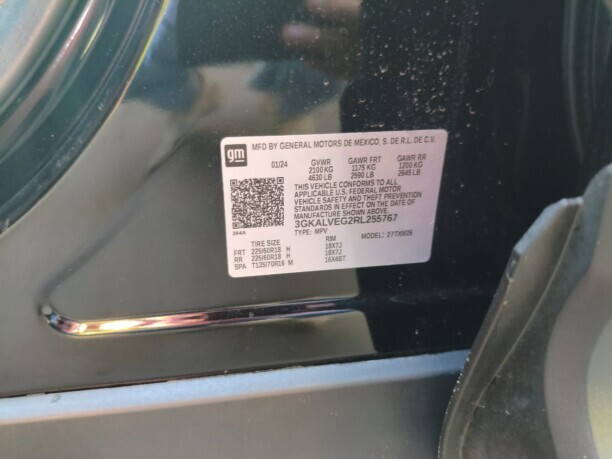 gm MFD BY GENERAL MOTORS DE MEXICO, S. DE R.L. DE C.V.
01/24 GVWR GAWR FRT GAWR RR
2100 KG 1175 KG 1200 KG
4630 LB 2590 LB 2645 LB
THIS VEHICLE CONFORMS TO ALL
APPLICABLE U.S. FEDERAL MOTOR
VEHICLE SAFETY AND THEFT PREVENTION
STANDARDS IN EFFECT ON THE DATE OF
MANUFACTURE SHOWN ABOVE.
3GKALVEG2RL255767
TYPE: MPV MODEL:
TIRE SIZE RIM
FRT 225/60R18 H 18X7J
RR 225/60R18 H 18X7J
SPA T135/70R16 M 16X4BT